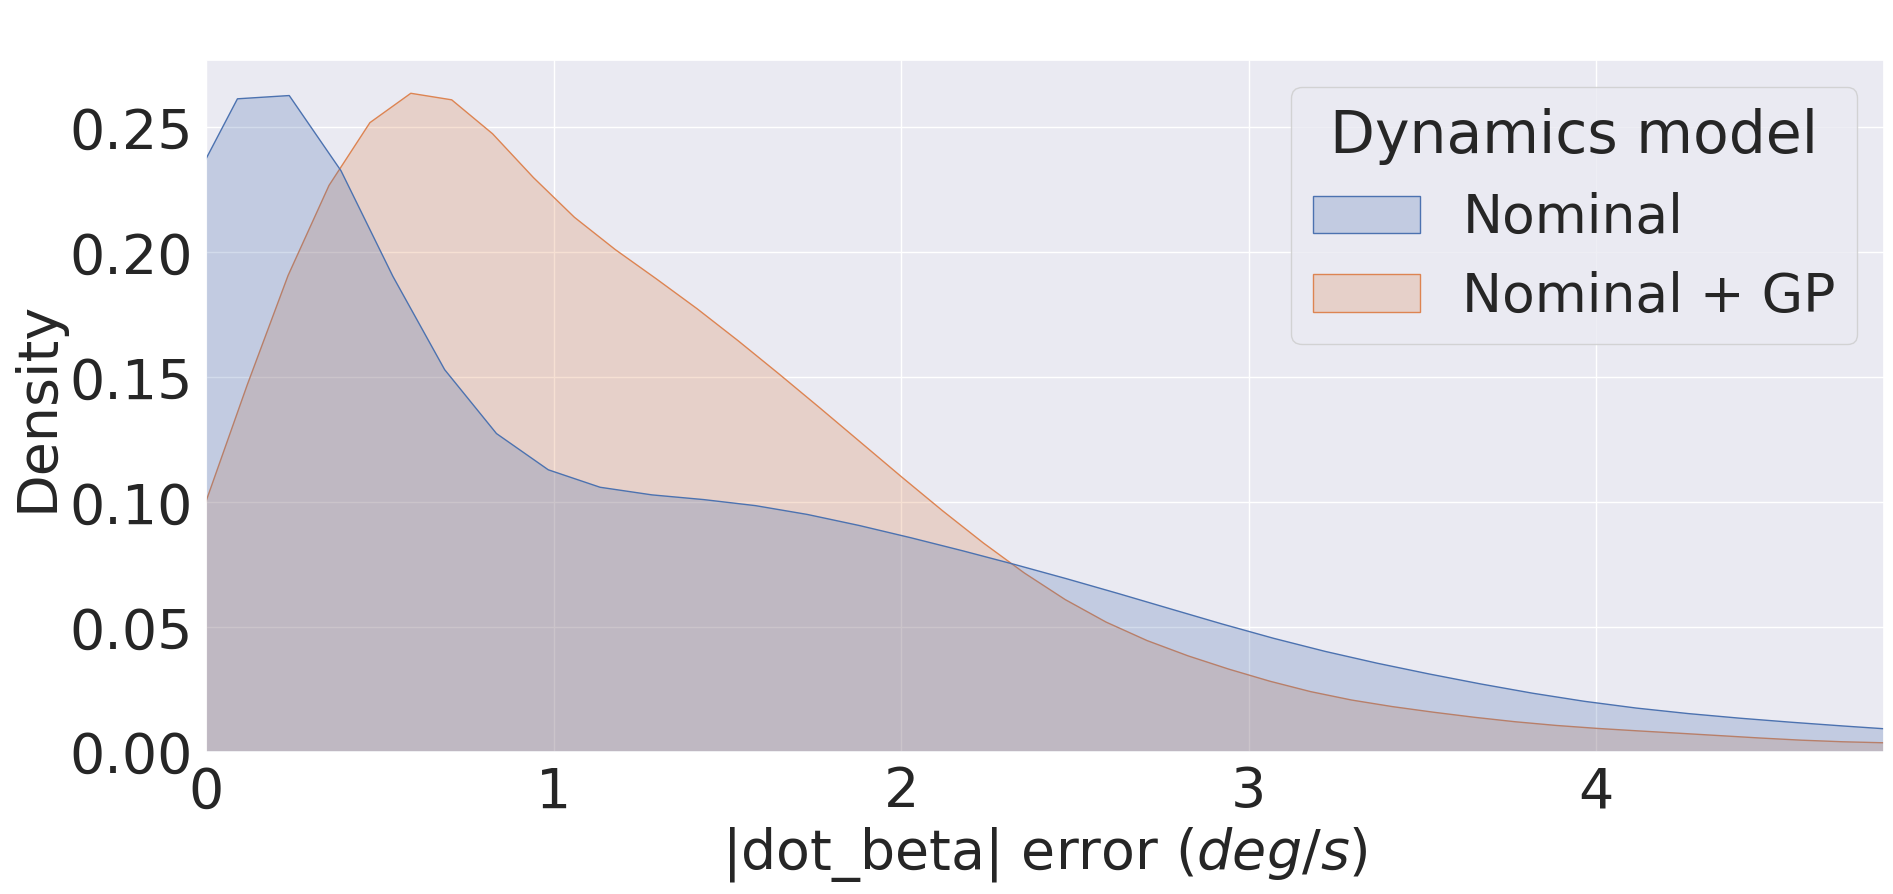 Density
0.25
0.20
0.15
0.10
0.05
0.00
0 1 2 3 4
|dot_beta| error (deg/s)
Dynamics model
Nominal
Nominal + GP